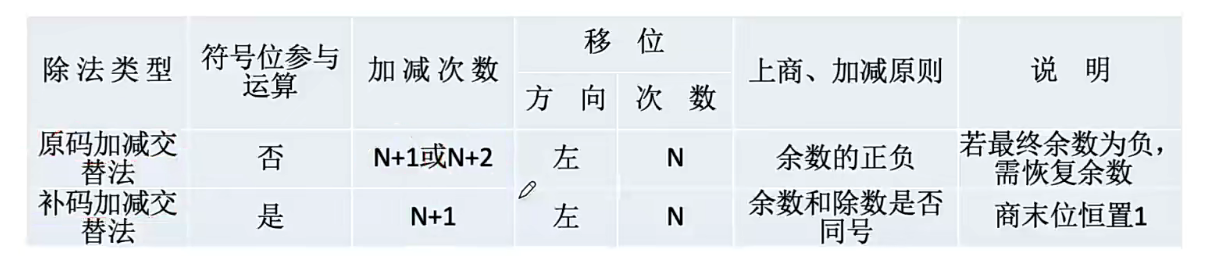 除法类型 符号位参与运算 加减次数 移 位 上商、加减原则 说 明
方 向 次 数
原码加减交替法 否 N+1或N+2 左 N 余数的正负 若最终余数为负，需恢复余数
补码加减交替法 是 N+1 左 N 余数和除数是否同号 商末位恒置1